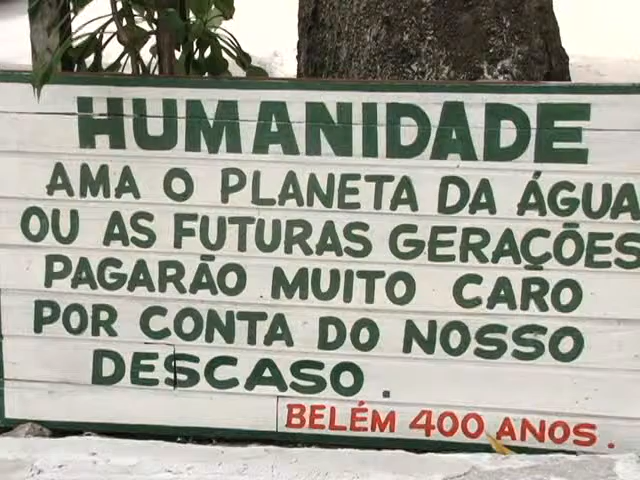 HUMANIDADE
AMA O PLANETA DA ÁGUA
OU AS FUTURAS GERAÇÕES
PAGARÃO MUITO CARO
POR CONTA DO NOSSO
DESCASO.
BELÉM 400 ANOS.